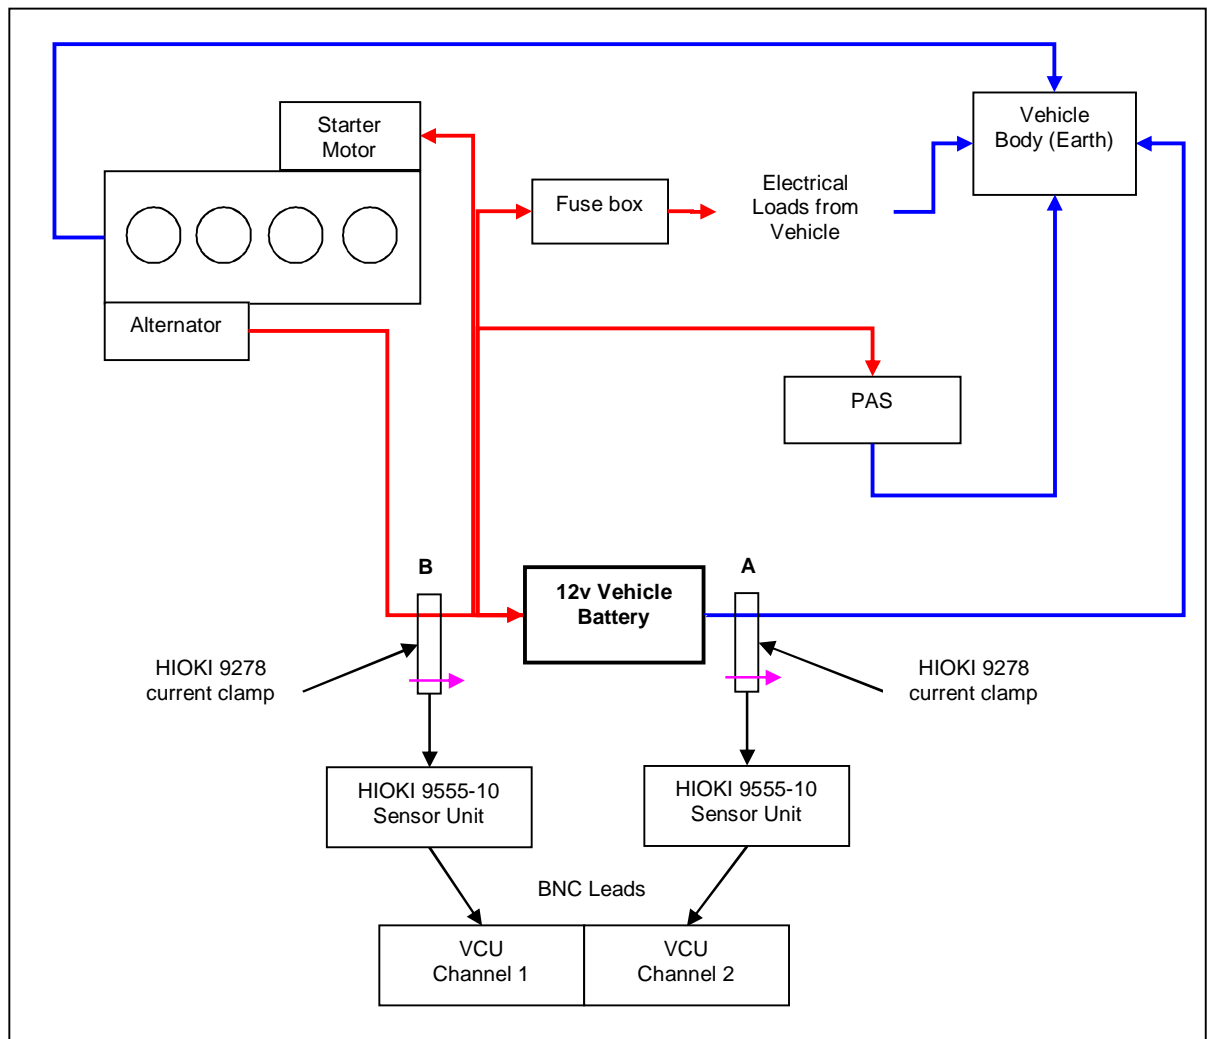 Starter
Motor
Vehicle
Body (Earth)
Electrical
Loads from
Vehicle
Fuse box
Alternator
PAS
B
A
12v Vehicle
Battery
HIOKI 9278
current clamp
HIOKI 9278
current clamp
HIOKI 9555-10
Sensor Unit
HIOKI 9555-10
Sensor Unit
BNC Leads
VCU
Channel 1
VCU
Channel 2